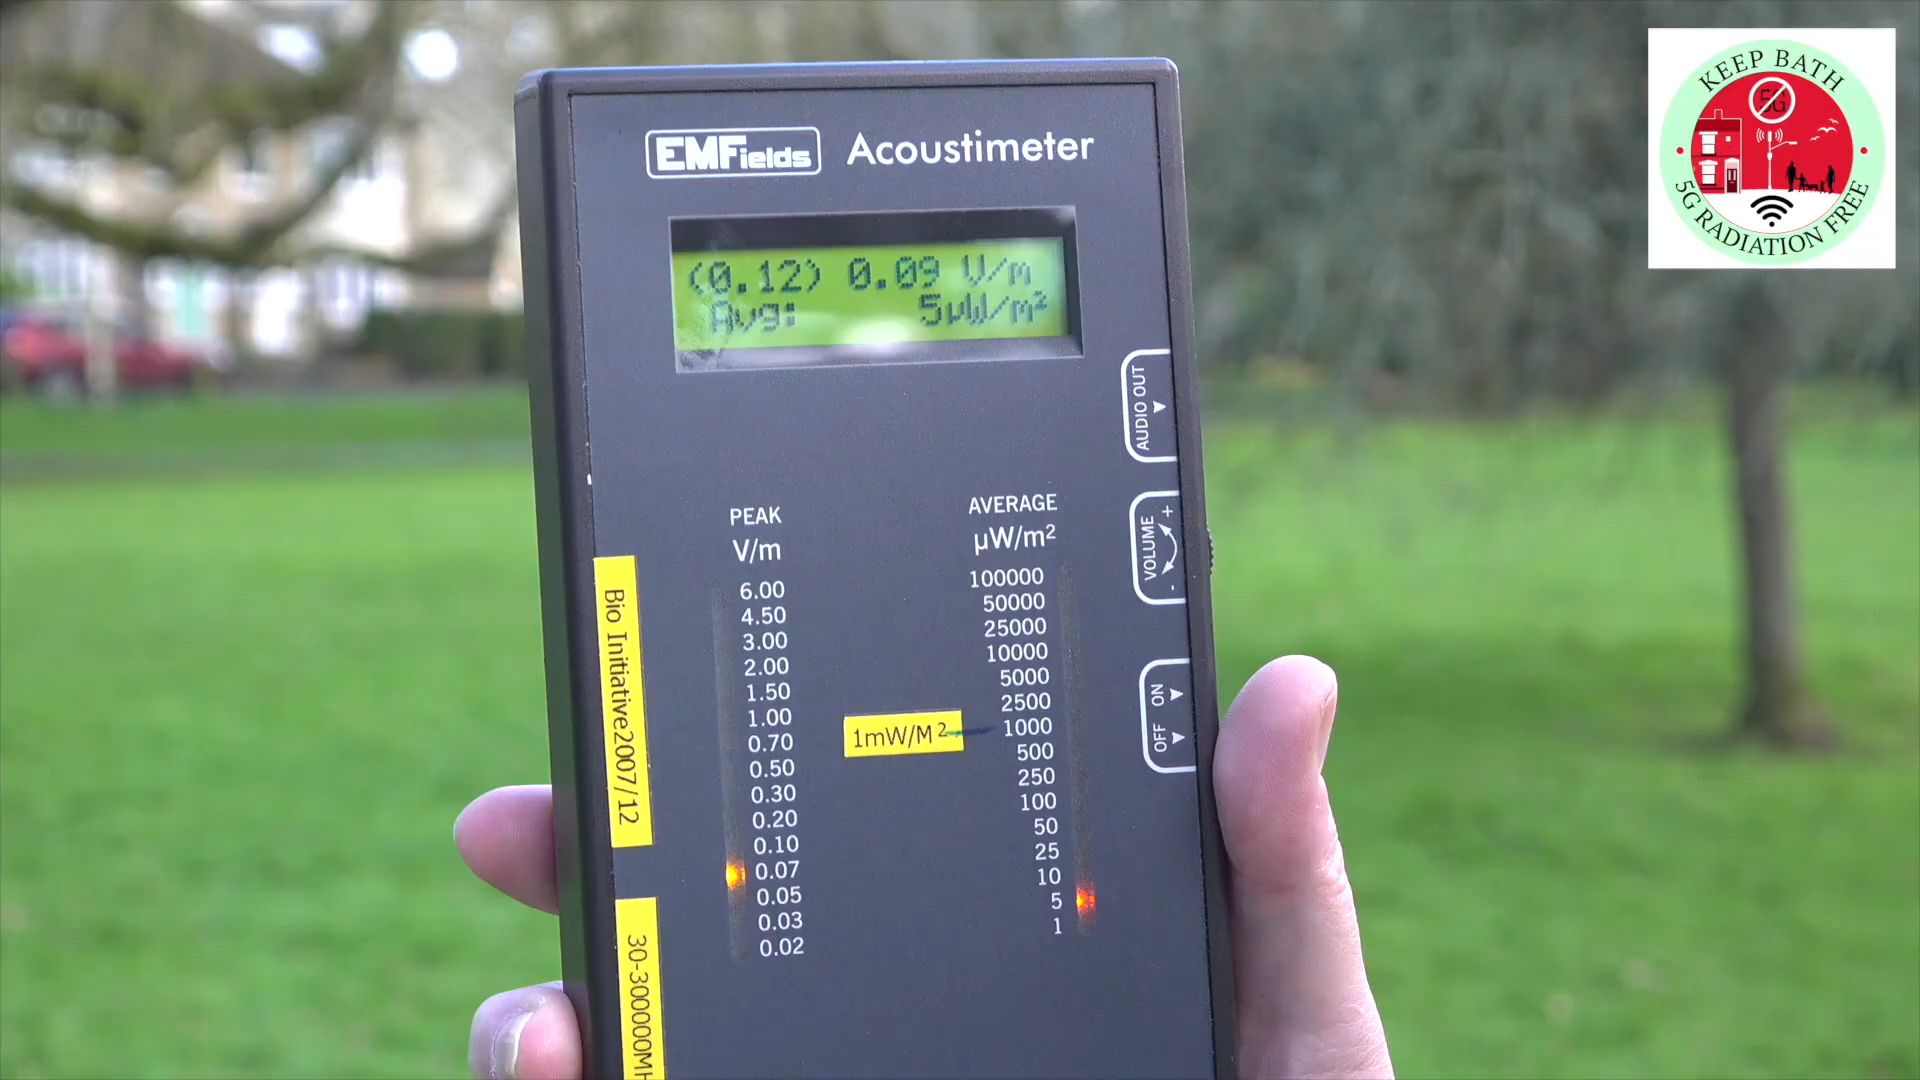 EMFields Acoustimeter
(0.12) 0.09 V/m
Avg: 5µW/m²
AUDIO OUT
VOLUME
- +
OFF ON
PEAK
V/m
6.00
4.50
3.00
2.00
1.50
1.00
0.70
0.50
0.30
0.20
0.10
0.07
0.05
0.03
0.02
AVERAGE
µW/m²
100000
50000
25000
10000
5000
2500
1000
500
250
100
50
25
10
5
1
1mW/M²
Bio Initiative2007/12
30-300000MH
KEEP BATH
5G
5G RADIATION FREE